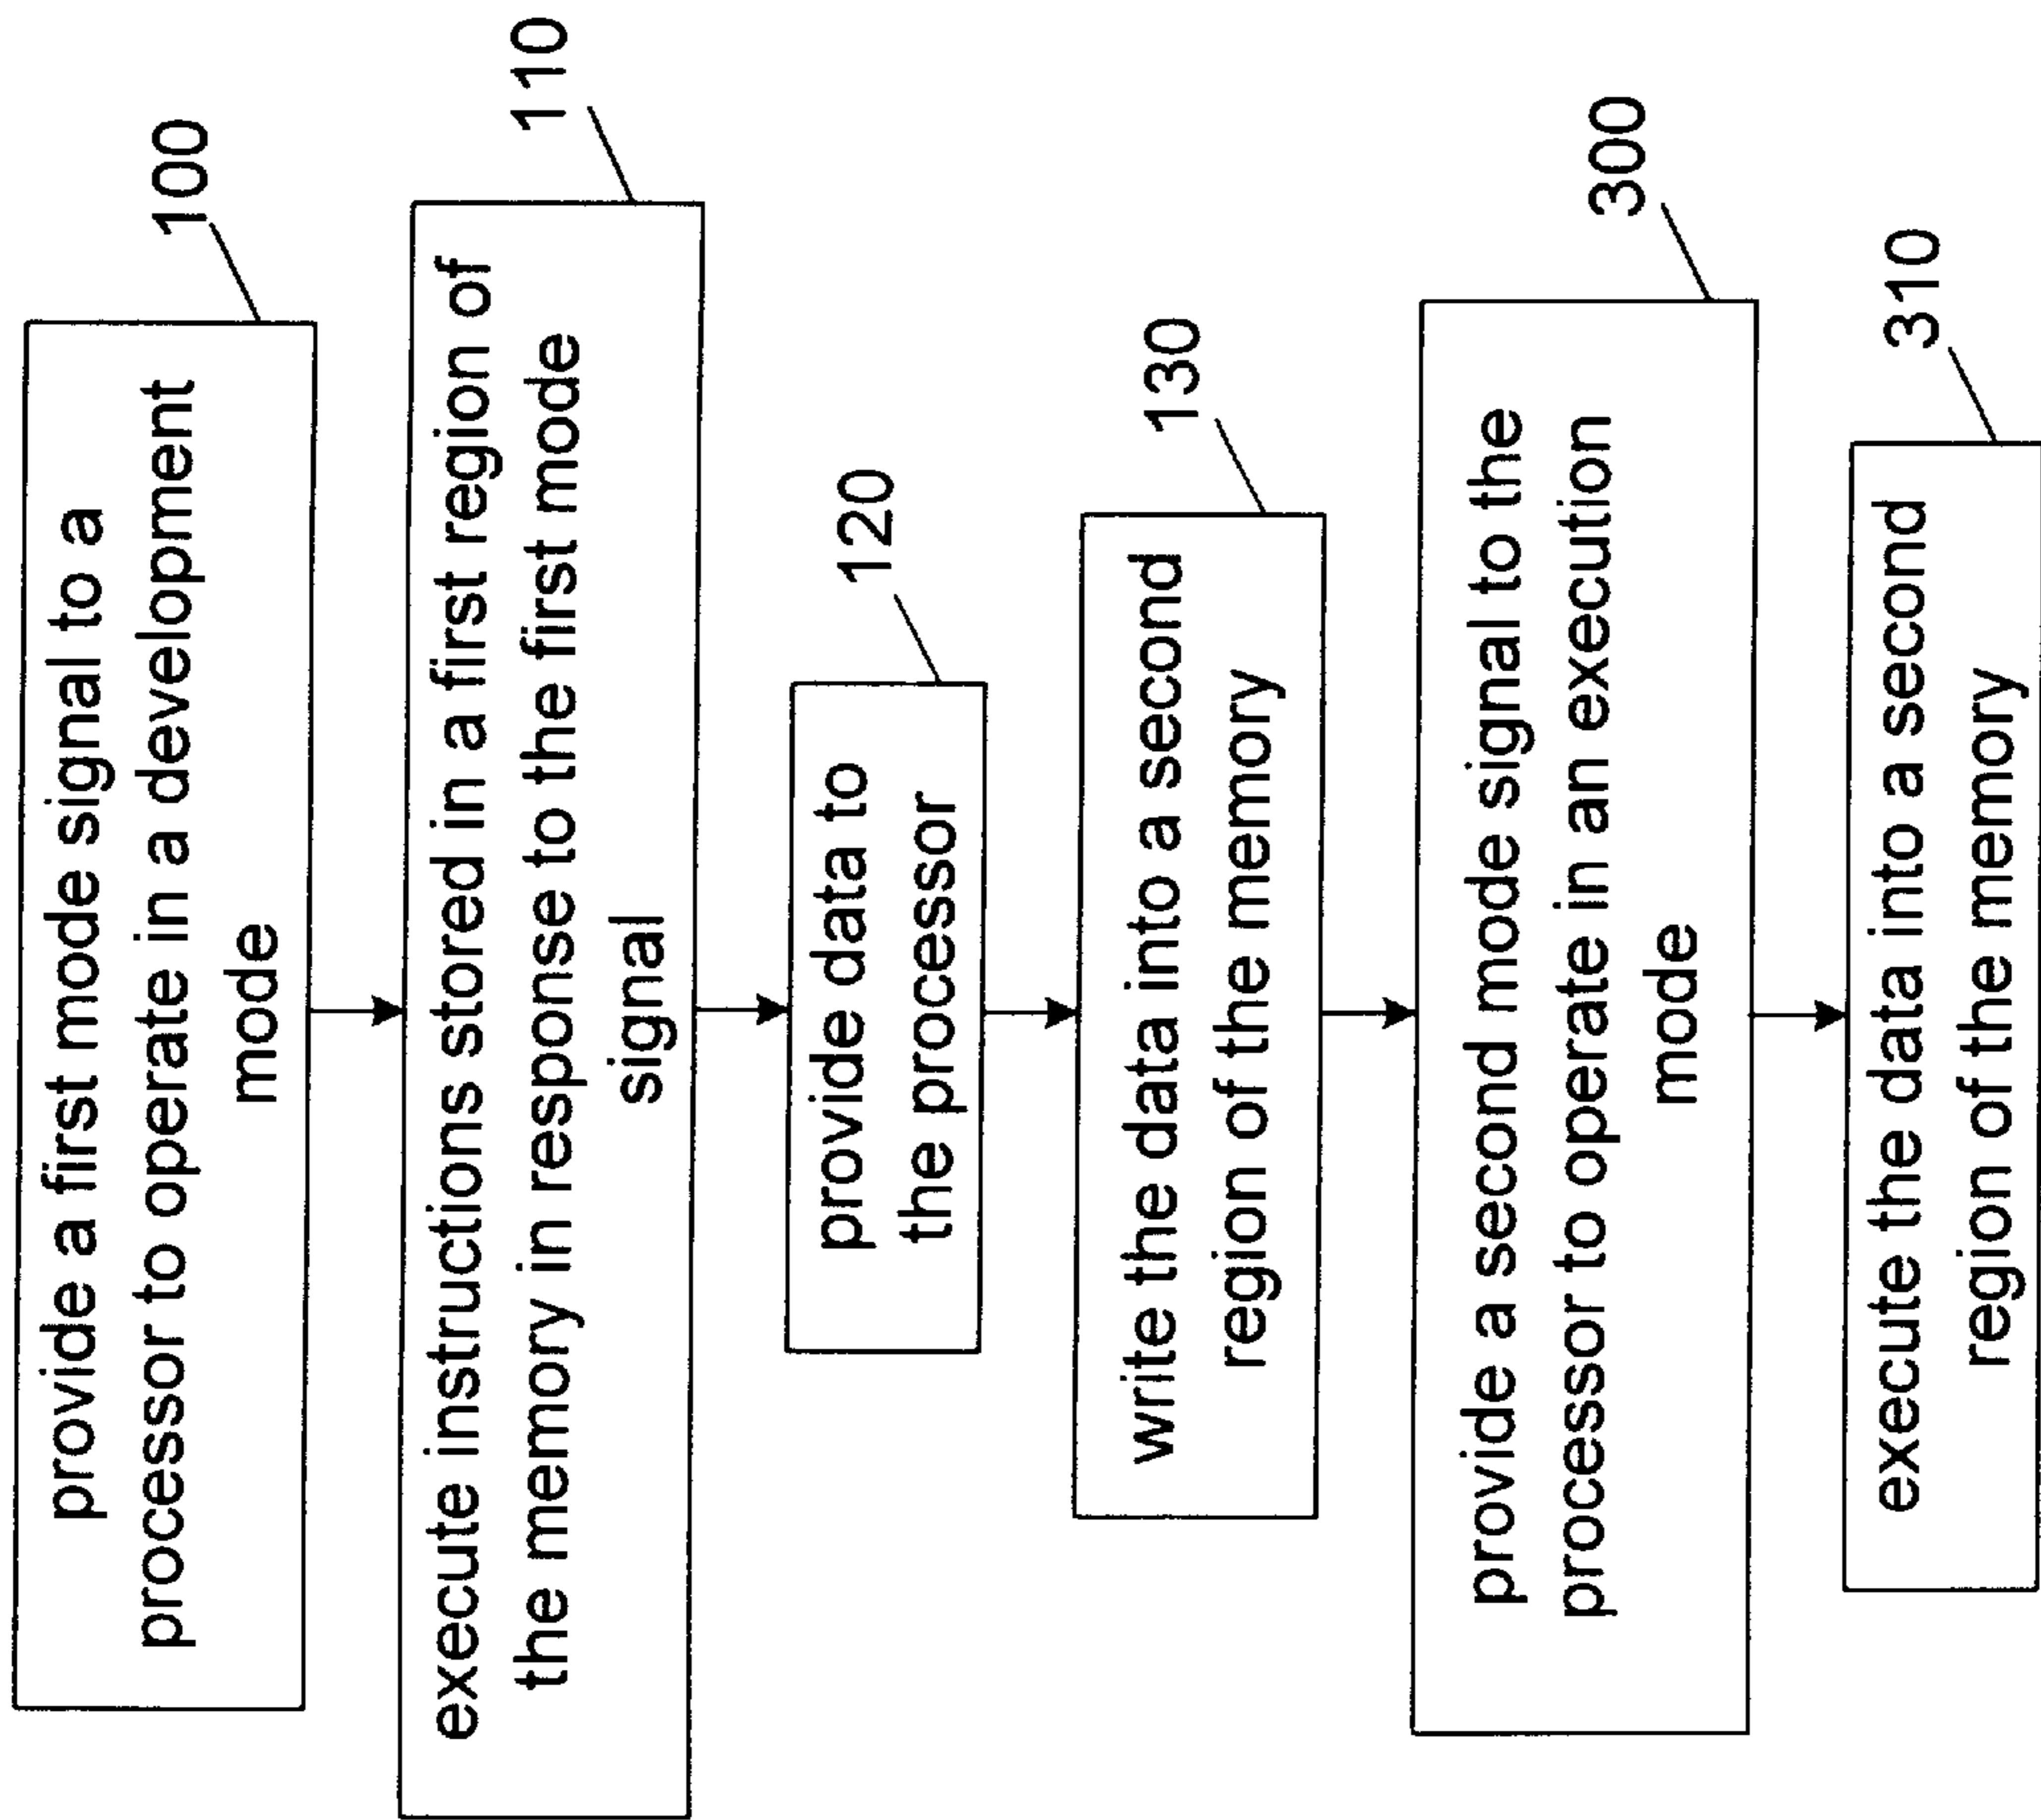 provide a first mode signal to a
processor to operate in a development
mode
100
execute instructions stored in a first region of
the memory in response to the first mode
signal
110
provide data to
the processor
120
write the data into a second
region of the memory
130
provide a second mode signal to the
processor to operate in an execution
mode
300
execute the data into a second
region of the memory
310